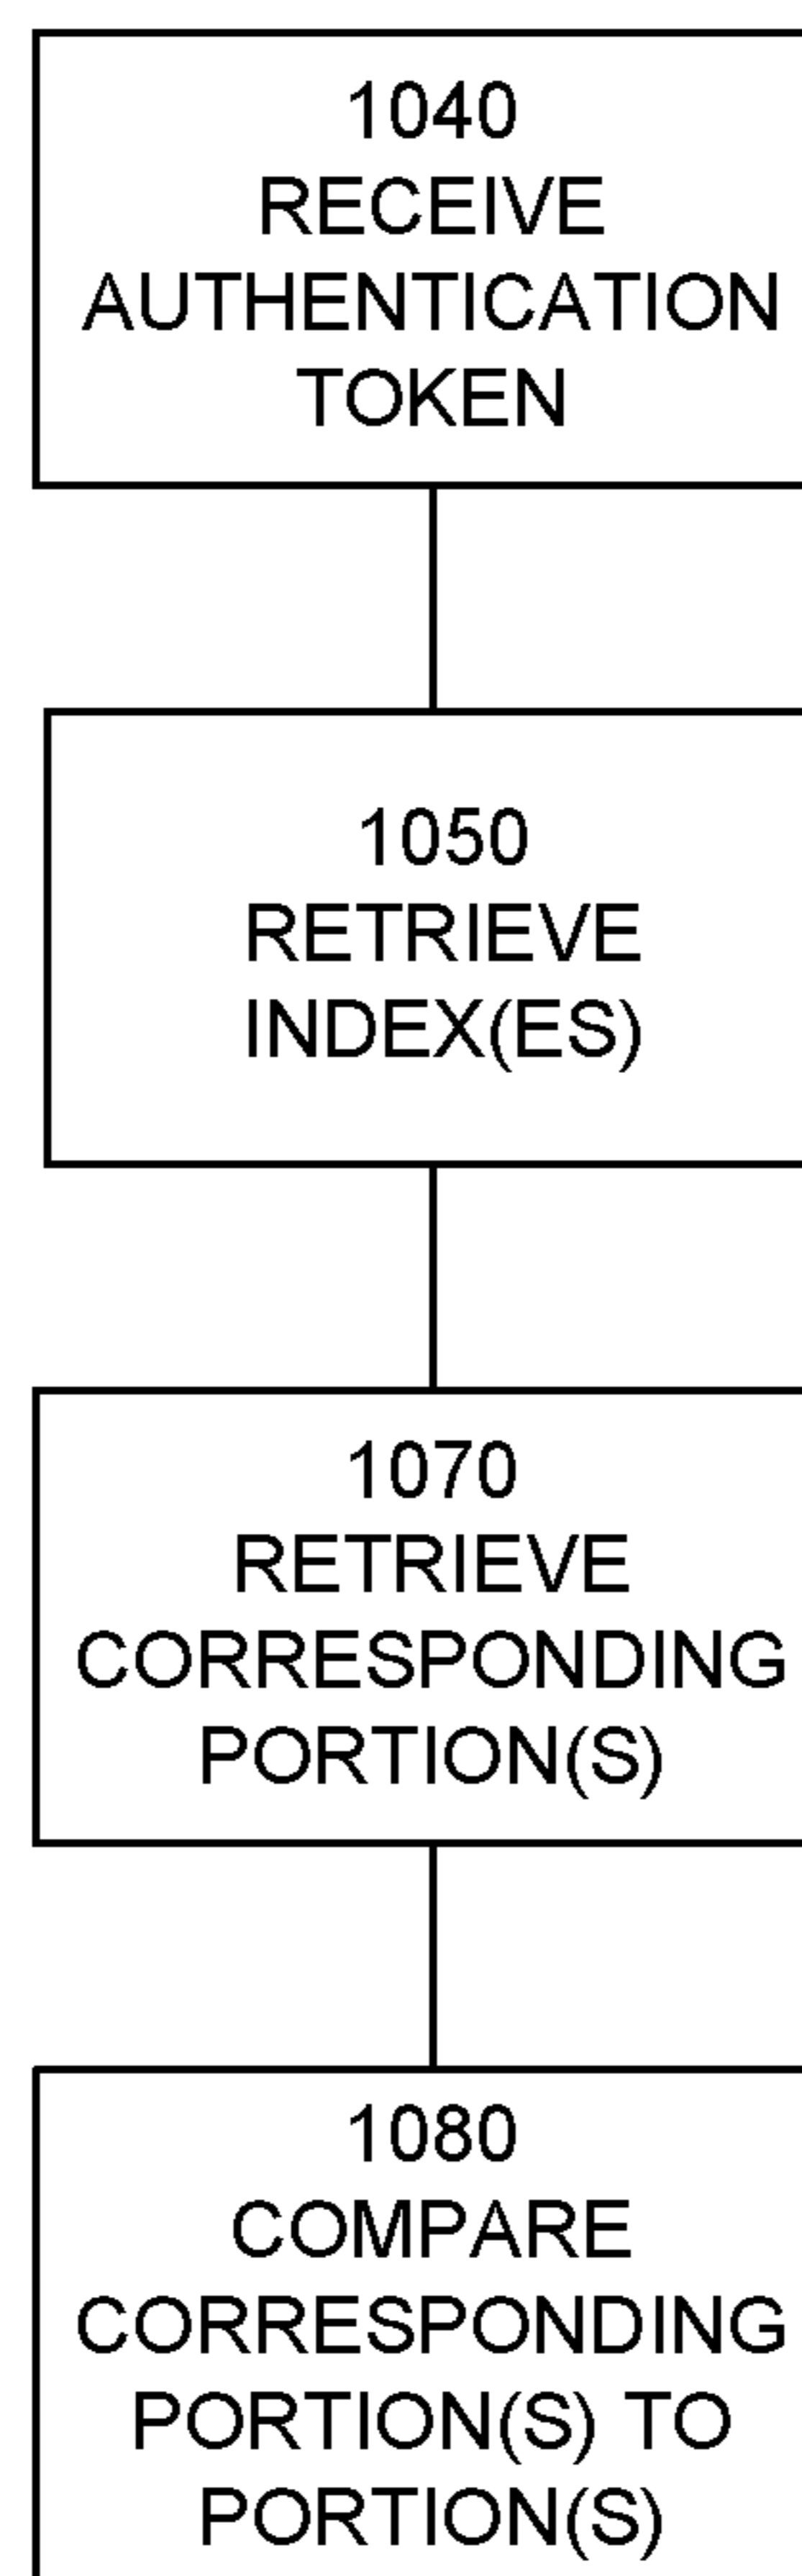 1040
RECEIVE
AUTHENTICATION
TOKEN
1050
RETRIEVE
INDEX(ES)
1070
RETRIEVE
CORRESPONDING
PORTION(S)
1080
COMPARE
CORRESPONDING
PORTION(S) TO
PORTION(S)